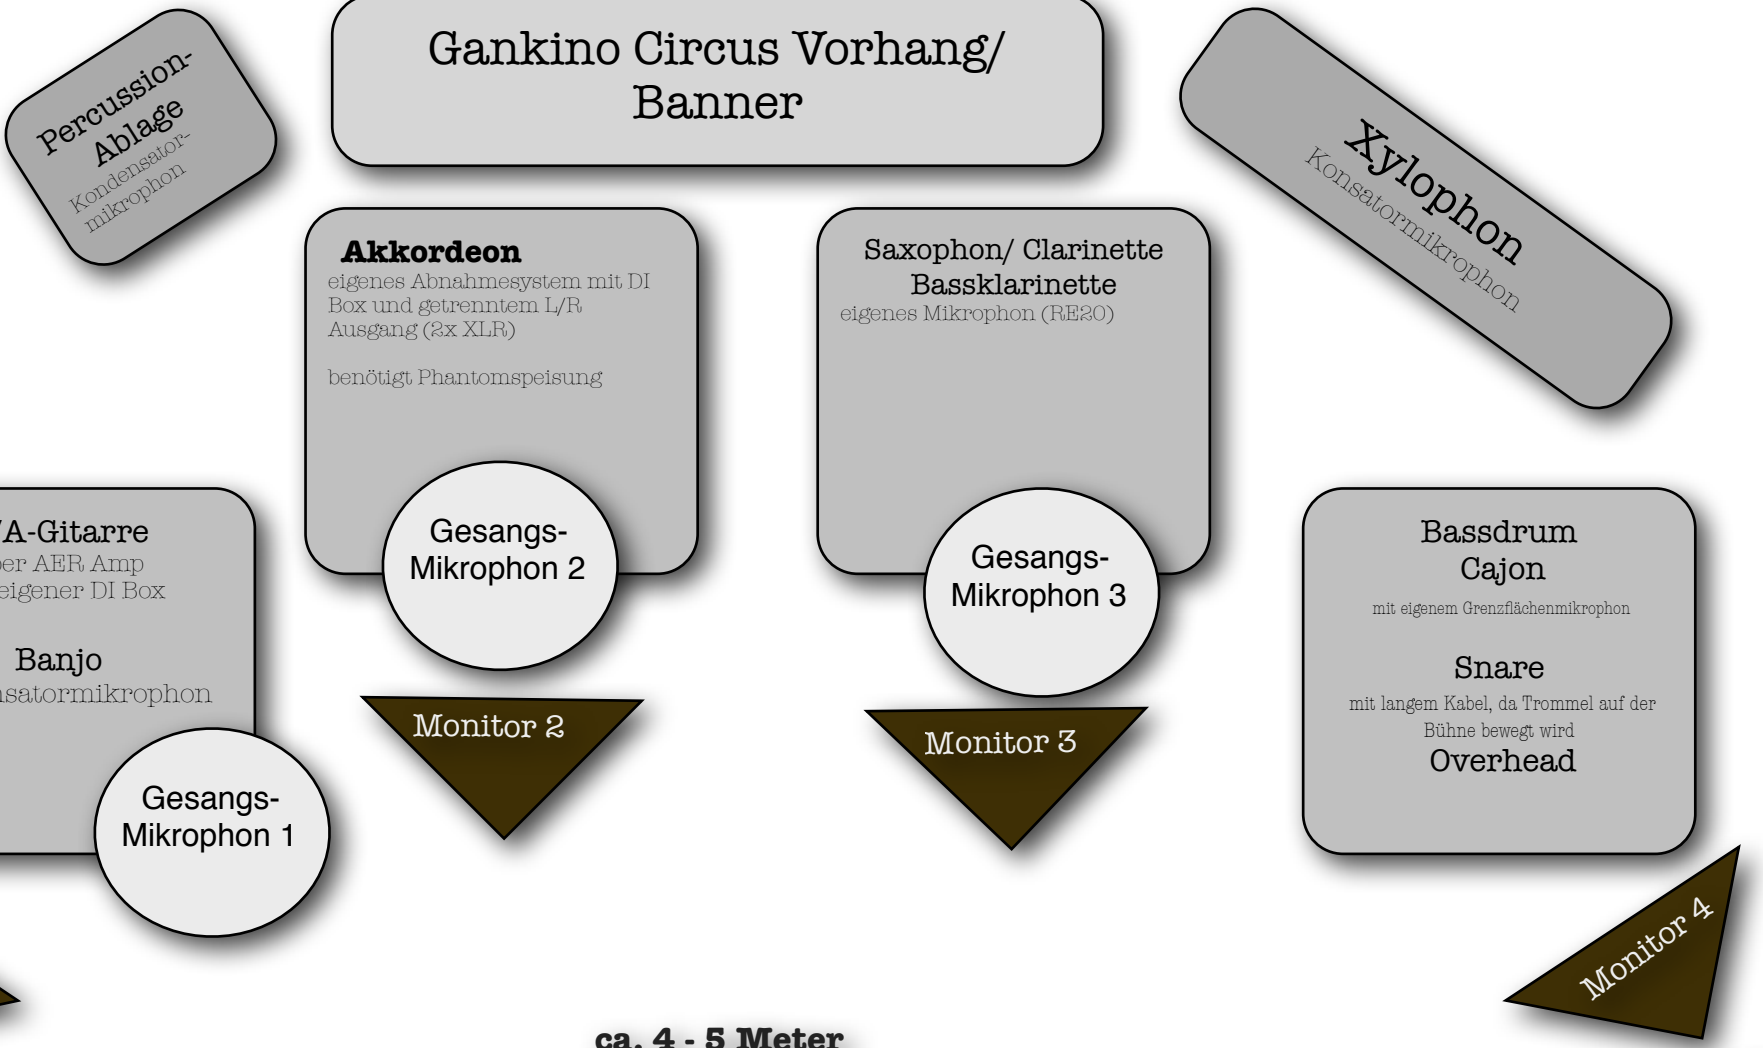 Gankino Circus Vorhang/
Banner
Percussion-
Ablage
Kondensator-
mikrophon
Xylophon
Konsatormikrophon
Akkordeon
eigenes Abnahmesystem mit DI
Box und getrenntem L/R
Ausgang (2x XLR)
benötigt Phantomspeisung
Gesangs-
Mikrophon 2
Monitor 2
Saxophon/ Clarinette
Bassklarinette
eigenes Mikrophon (RE20)
Gesangs-
Mikrophon 3
Monitor 3
/A-Gitarre
AER Amp
eigener DI Box
Banjo
nsatormikrophon
Gesangs-
Mikrophon 1
Bassdrum
Cajon
mit eigenem Grenzflächenmikrophon
Snare
mit langem Kabel, da Trommel auf der
Bühne bewegt wird
Overhead
Monitor 4
ca. 4 - 5 Meter